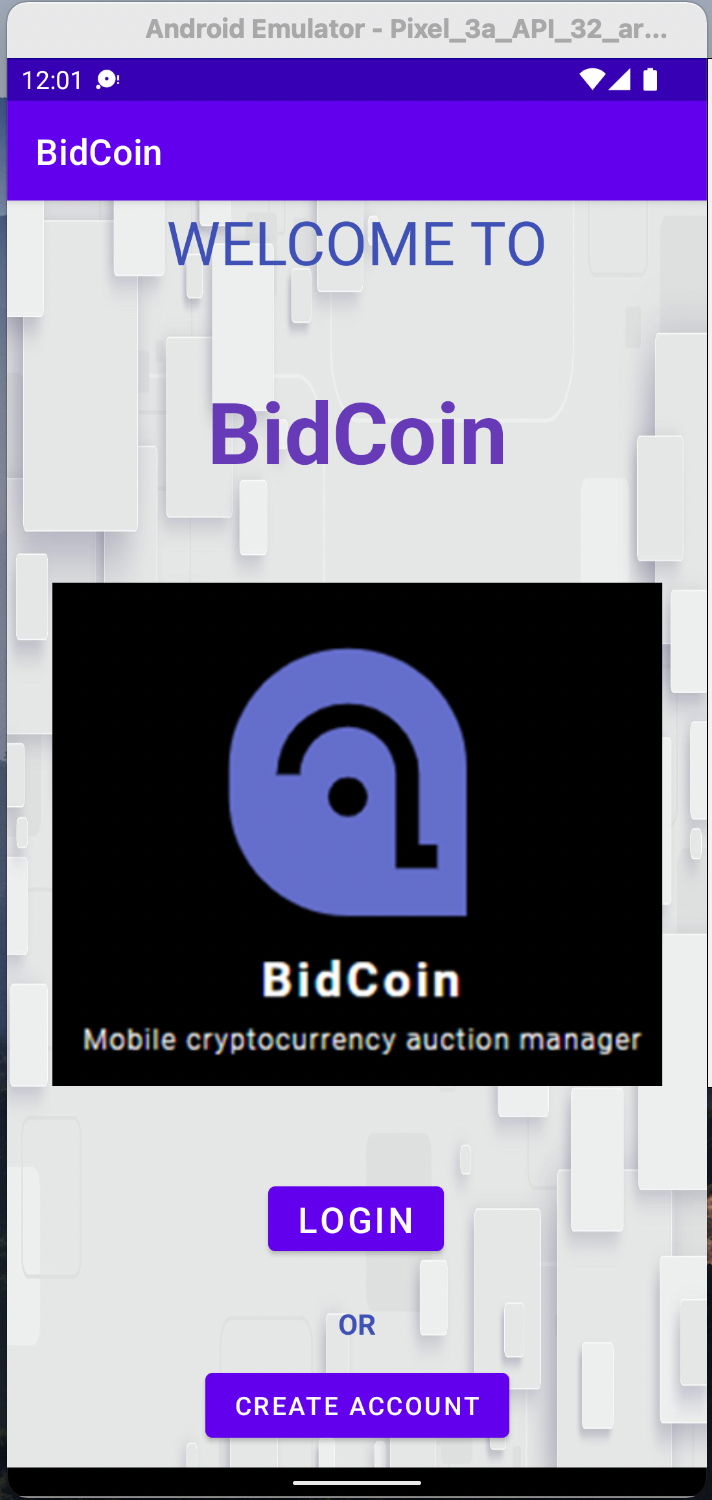 Android Emulator - Pixel_3a_API_32_ar...
12:01
BidCoin
WELCOME TO
BidCoin
BidCoin
Mobile cryptocurrency auction manager
LOGIN
OR
CREATE ACCOUNT